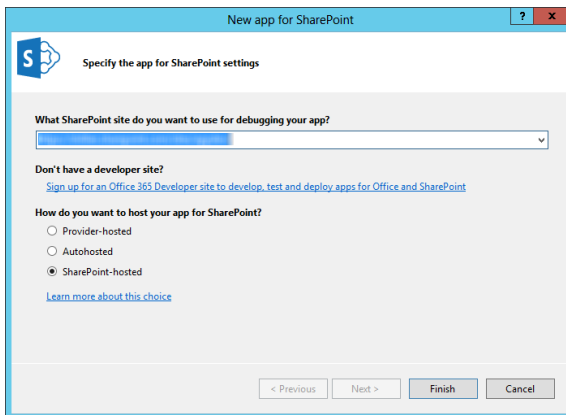 New app for SharePoint
?
x
S
Specify the app for SharePoint settings
What SharePoint site do you want to use for debugging your app?
Don't have a developer site?
Sign up for an Office 365 Developer site to develop, test and deploy apps for Office and SharePoint
How do you want to host your app for SharePoint?
Provider-hosted
Autohosted
SharePoint-hosted
Learn more about this choice
< Previous
Next >
Finish
Cancel